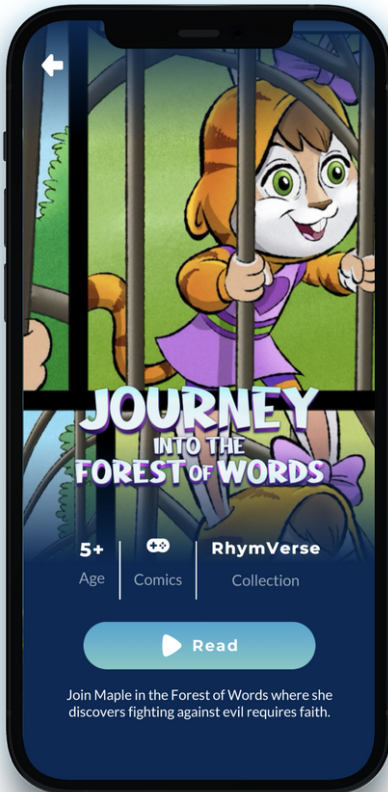 JOURNEY
INTO THE
FOREST OF WORDS
5+
Age
Comics
RhymVerse
Collection
Read
Join Maple in the Forest of Words where she
discovers fighting against evil requires faith.